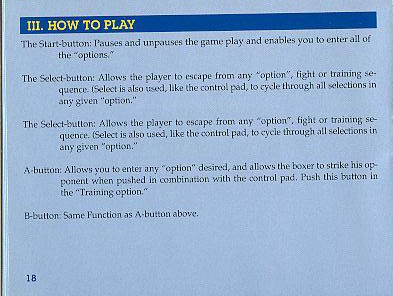 III. HOW TO PLAY
The Start-button: Pauses and unpauses the game play and enables you to enter all of
the "options."
The Select-button: Allows the player to escape from any "option", fight or training se-
quence. (Select is also used, like the control pad, to cycle through all selections in
any given "option."
The Select-button: Allows the player to escape from any "option", fight or training se-
quence. (Select is also used, like the control pad, to cycle through all selections in
any given "option."
A-button: Allows you to enter any "option" desired, and allows the boxer to strike his op-
ponent when pushed in combination with the control pad. Push this button in
the "Training option."
B-button: Same Function as A-button above.
18